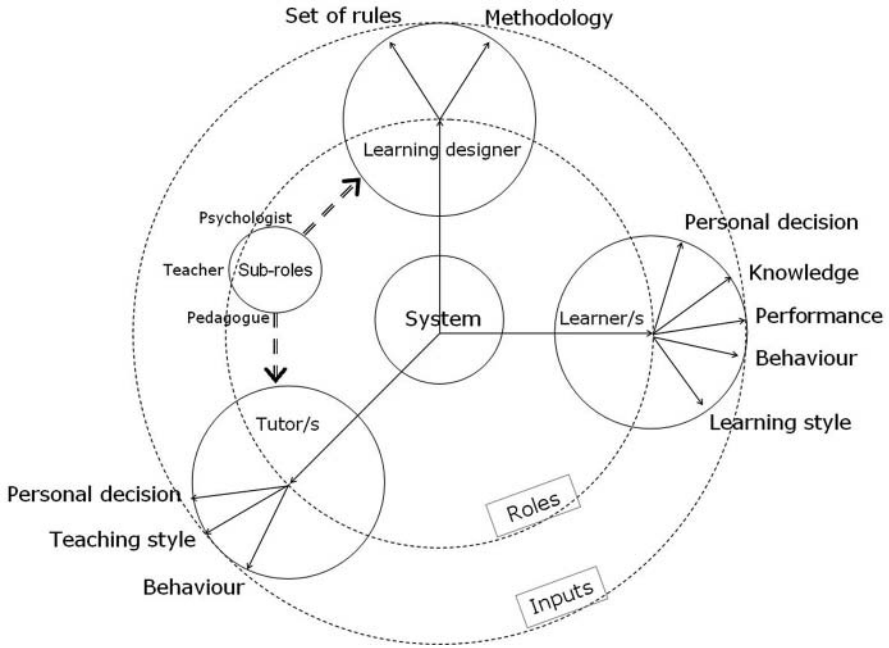 Set of rules
Methodology
Learning designer
Psychologist
Teacher
Sub-roles
Pedagogue
System
Learner/s
Personal decision
Knowledge
Performance
Behaviour
Learning style
Tutor/s
Personal decision
Teaching style
Behaviour
Roles
Inputs